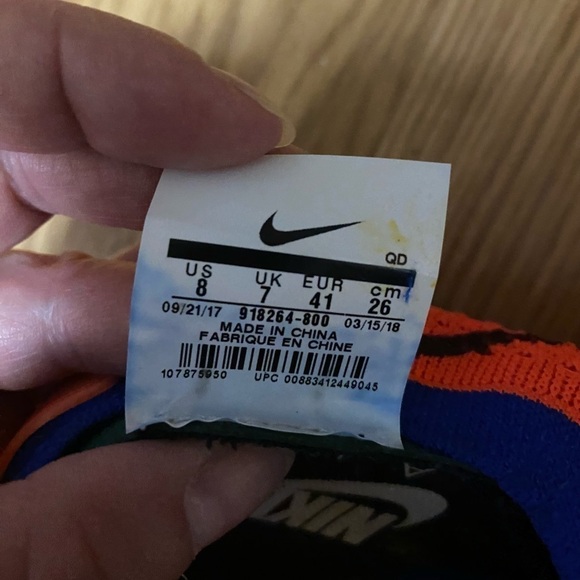 QD
US UK EUR cm
8 7 41 26
09/21/17 918264-800 03/15/18
MADE IN CHINA
FABRIQUE EN CHINE
107875950 UPC 00883412449045
NIKE